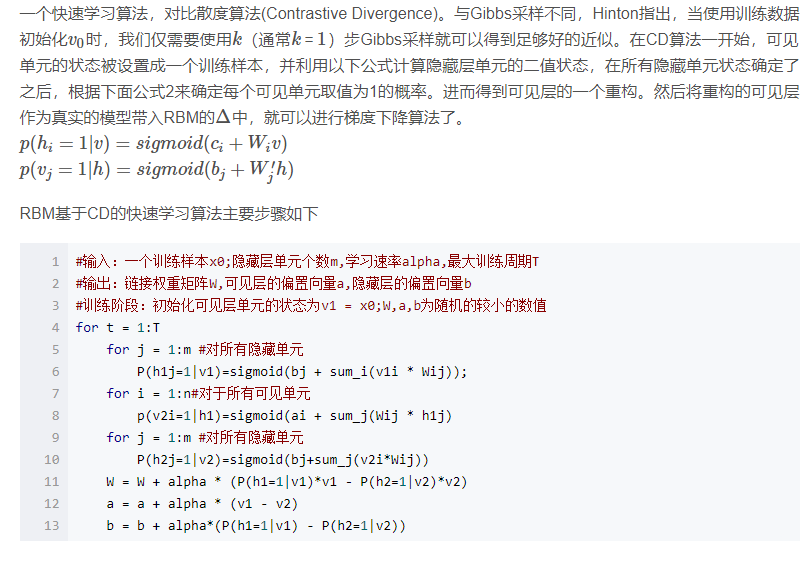 一个快速学习算法，对比散度算法(Contrastive Divergence)。与Gibbs采样不同，Hinton指出，当使用训练数据
初始化v₀时，我们仅需要使用k（通常k = 1）步Gibbs采样就可以得到足够好的近似。在CD算法一开始，可见
单元的状态被设置成一个训练样本，并利用以下公式计算隐藏层单元的二值状态，在所有隐藏单元状态确定了
之后，根据下面公式2来确定每个可见单元取值为1的概率。进而得到可见层的一个重构。然后将重构的可见层
作为真实的模型带入RBM的Δ中，就可以进行梯度下降算法了。
p(hᵢ = 1|v) = sigmoid(cᵢ + Wᵢv)
p(vⱼ = 1|h) = sigmoid(bⱼ + W′ⱼh)
RBM基于CD的快速学习算法主要步骤如下
1 #输入：一个训练样本x0;隐藏层单元个数m,学习速率alpha,最大训练周期T
2 #输出：链接权重矩阵W,可见层的偏置向量a,隐藏层的偏置向量b
3 #训练阶段：初始化可见层单元的状态为v1 = x0;W,a,b为随机的较小的数值
4 for t = 1:T
5     for j = 1:m #对所有隐藏单元
6         P(h1j=1|v1)=sigmoid(bj + sum_i(v1i * Wij));
7     for i = 1:n#对于所有可见单元
8         p(v2i=1|h1)=sigmoid(ai + sum_j(Wij * h1j)
9     for j = 1:m #对所有隐藏单元
10         P(h2j=1|v2)=sigmoid(bj+sum_j(v2i*Wij))
11     W = W + alpha * (P(h1=1|v1)*v1 - P(h2=1|v2)*v2)
12     a = a + alpha * (v1 - v2)
13     b = b + alpha*(P(h1=1|v1) - P(h2=1|v2))